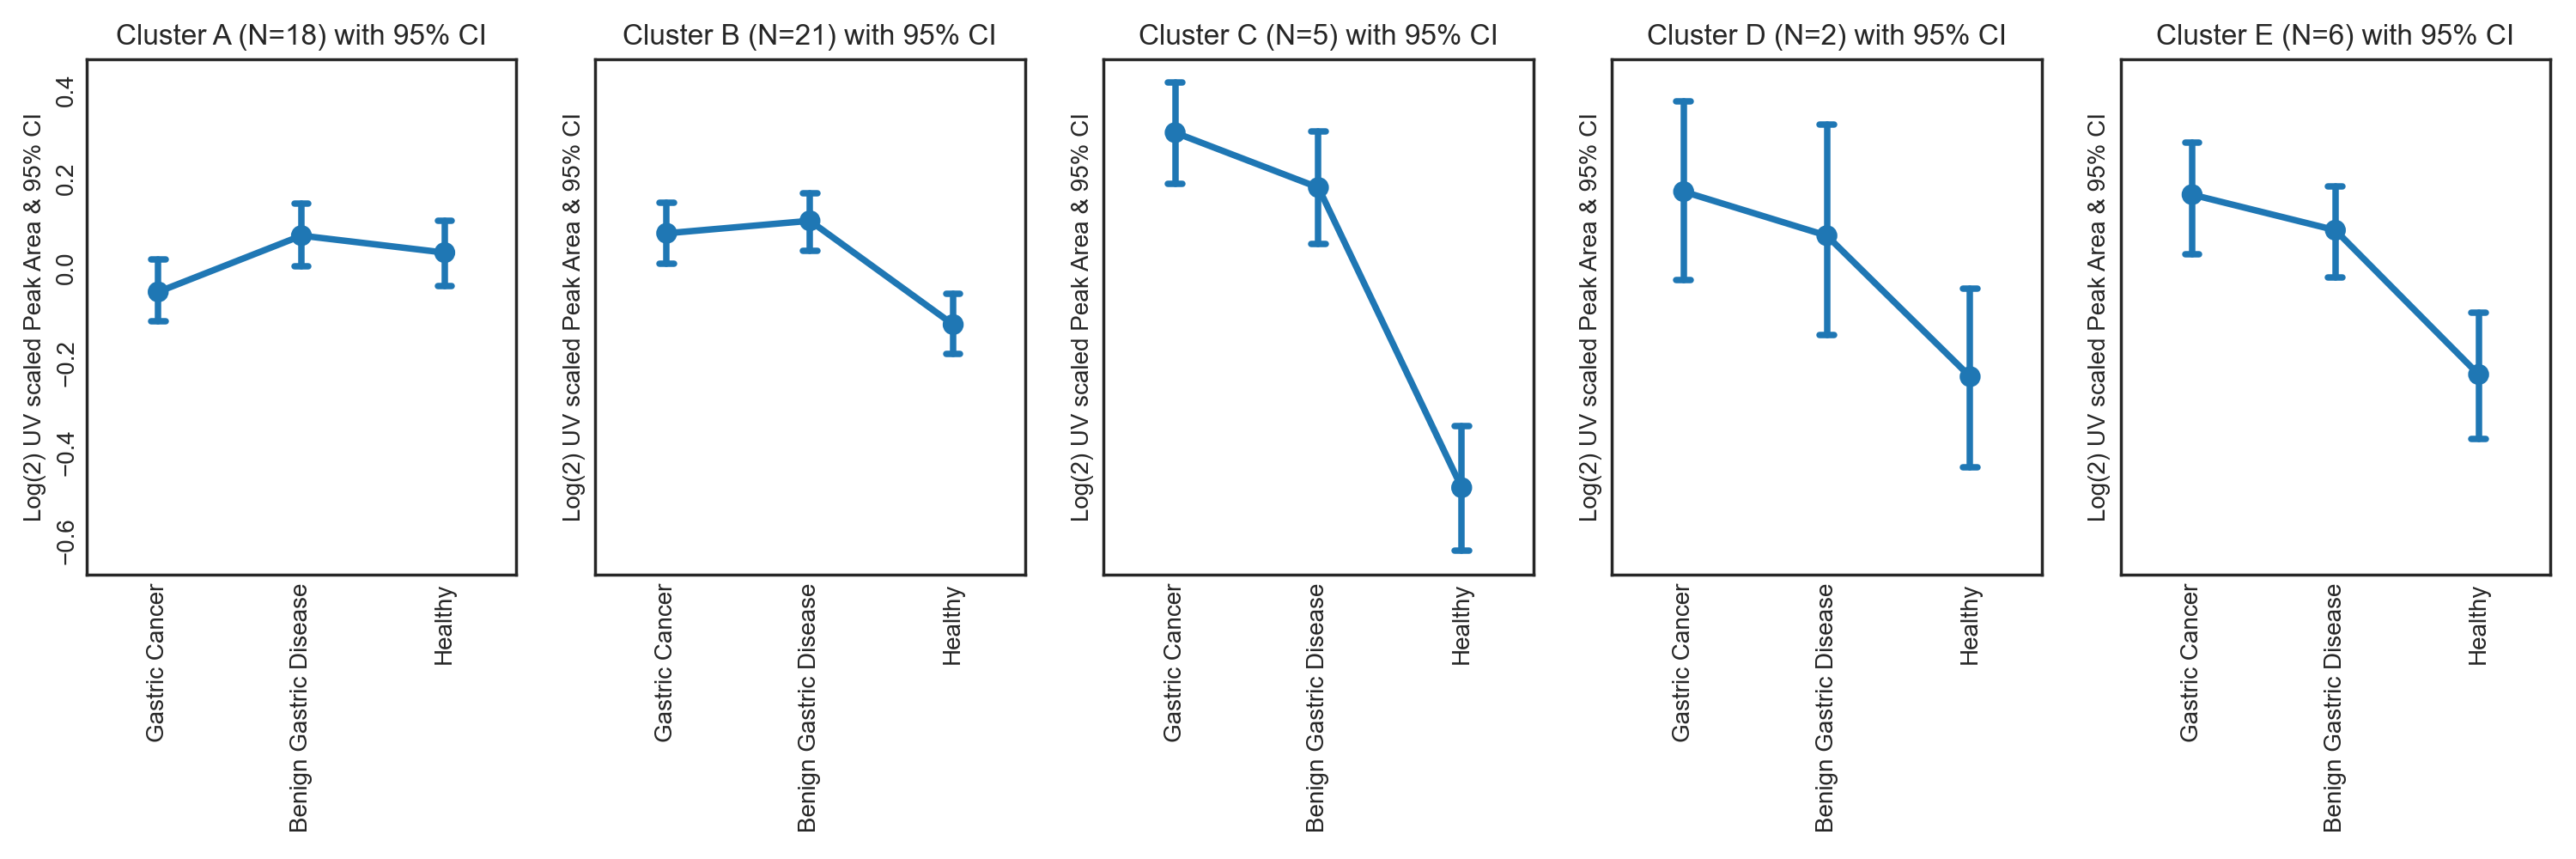 Cluster A (N=18) with 95% CI
Log(2) UV scaled Peak Area & 95% CI
0.4
0.2
0.0
−0.2
−0.4
−0.6
Gastric Cancer
Benign Gastric Disease
Healthy
Cluster B (N=21) with 95% CI
Log(2) UV scaled Peak Area & 95% CI
Gastric Cancer
Benign Gastric Disease
Healthy
Cluster C (N=5) with 95% CI
Log(2) UV scaled Peak Area & 95% CI
Gastric Cancer
Benign Gastric Disease
Healthy
Cluster D (N=2) with 95% CI
Log(2) UV scaled Peak Area & 95% CI
Gastric Cancer
Benign Gastric Disease
Healthy
Cluster E (N=6) with 95% CI
Log(2) UV scaled Peak Area & 95% CI
Gastric Cancer
Benign Gastric Disease
Healthy